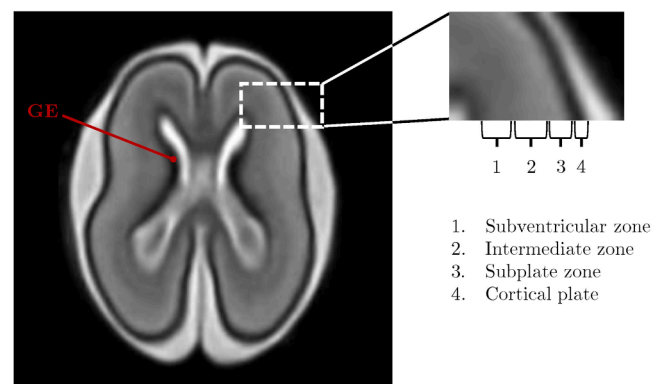 GE
1 2 3 4
1. Subventricular zone
2. Intermediate zone
3. Subplate zone
4. Cortical plate